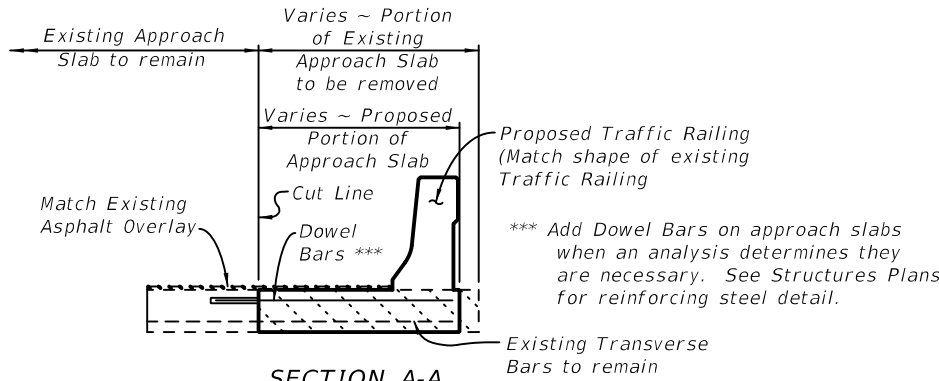 Existing Approach
Slab to remain
Varies ~ Portion
of Existing
Approach Slab
to be removed
Varies ~ Proposed
Portion of
Approach Slab
Proposed Traffic Railing
(Match shape of existing
Traffic Railing
Cut Line
Match Existing
Asphalt Overlay
Dowel
Bars ***
*** Add Dowel Bars on approach slabs
when an analysis determines they
are necessary. See Structures Plans
for reinforcing steel detail.
Existing Transverse
Bars to remain
SECTION A-A